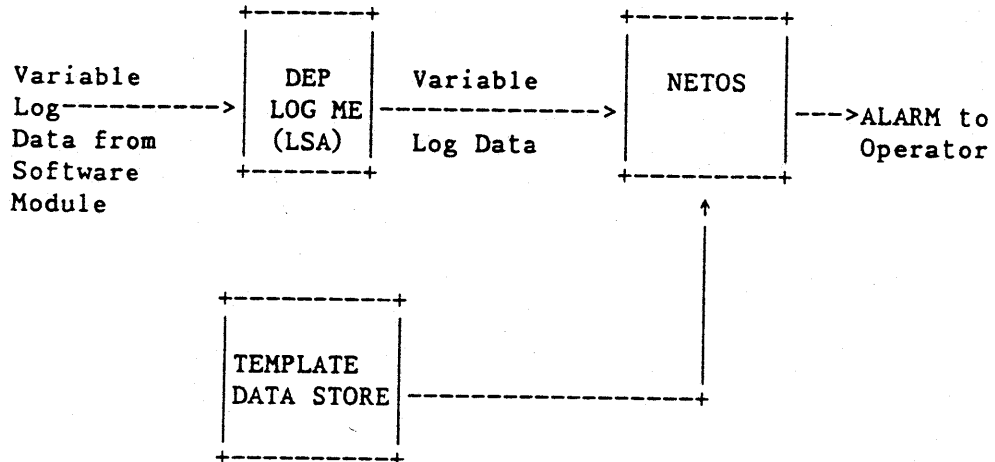 Variable
Log
Data from
Software
Module
DEP
LOG ME
(LSA)
Variable
Log Data
NETOS
ALARM to
Operator
TEMPLATE
DATA STORE